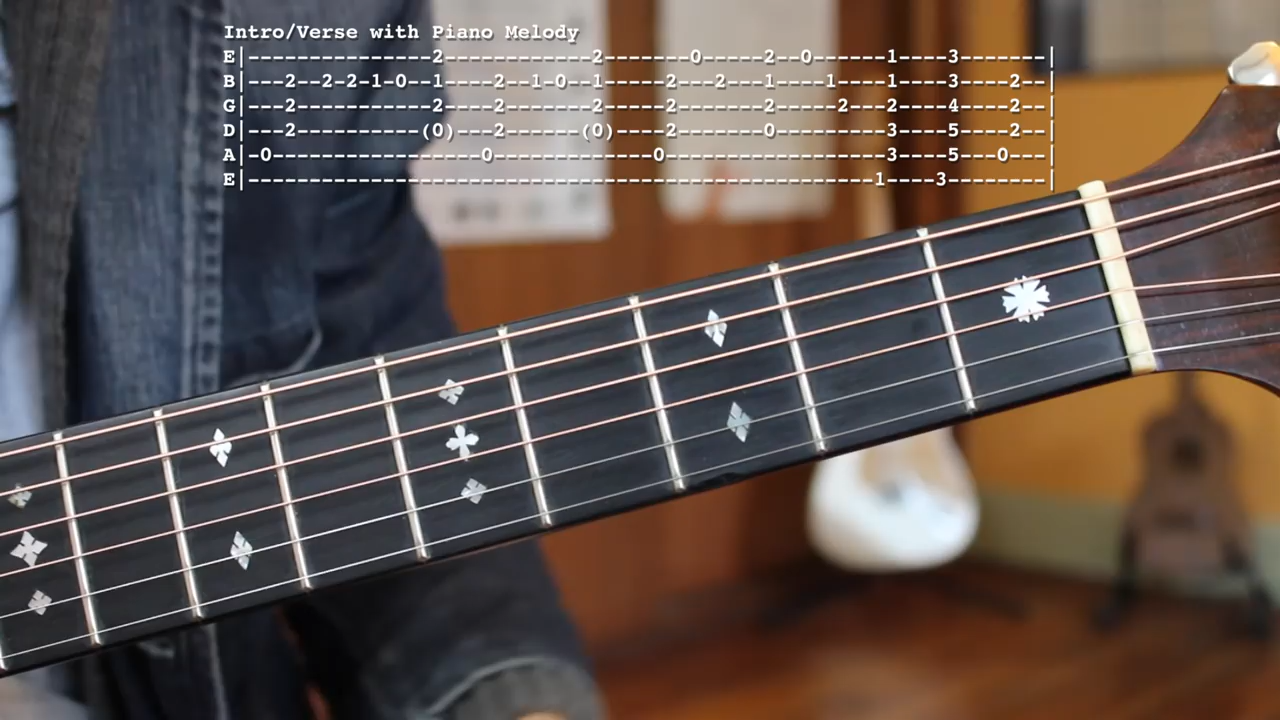 Intro/Verse with Piano Melody
E|---------------2------------2-------0-----2--0------1----3-------|
B|---2--2-2-1-0--1----2--1-0--1-----2---2---1----1----1----3----2--|
G|---2-----------2----2-------2-----2-------2-----2---2----4----2--|
D|---2----------(0)---2------(0)----2-------0---------3----5----2--|
A|-0-----------------0-------------0------------------3----5---0---|
E|---------------------------------------------------1----3--------|